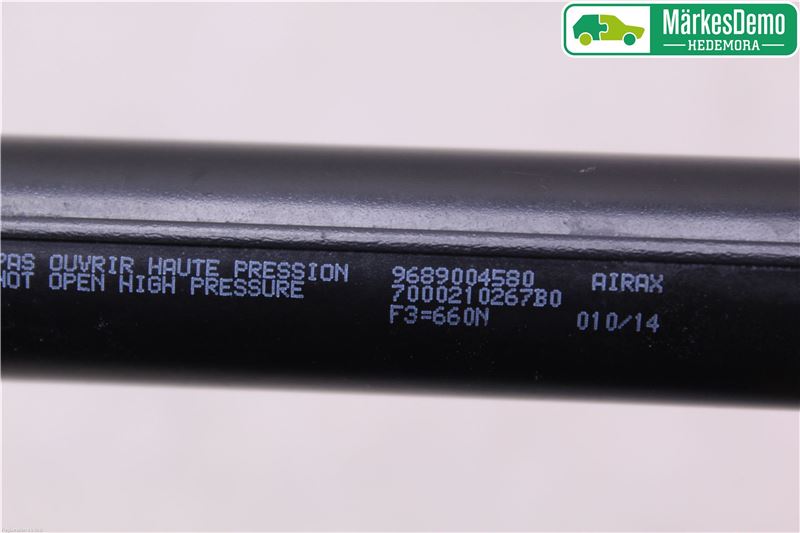 MärkesDemo
HEDEMORA
PAS OUVRIR HAUTE PRESSION
NOT OPEN HIGH PRESSURE
9689004580 AIRAX
7000210267B0
F3=660N 010/14